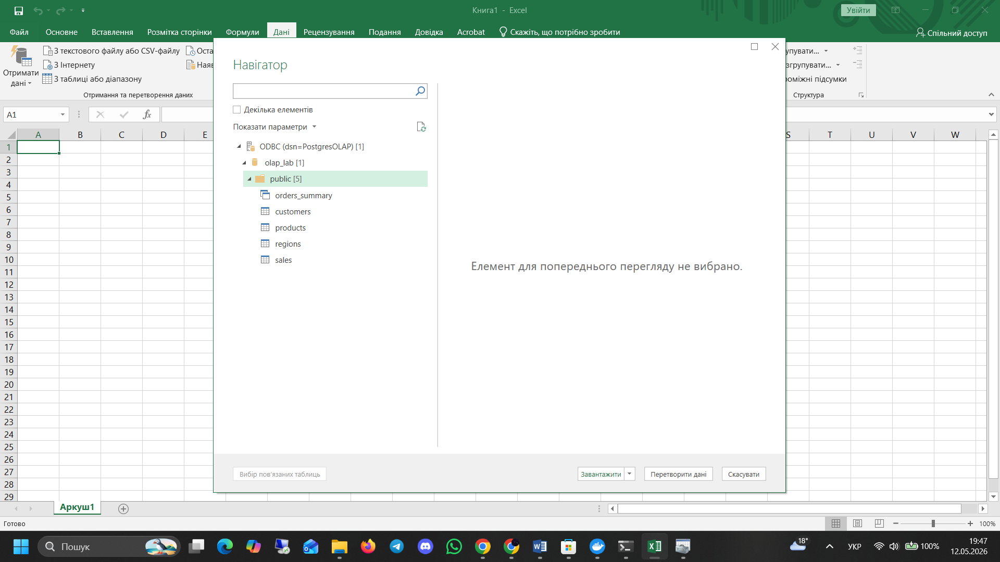 Книга1 - Excel
Увійти
Файл
Основне
Вставлення
Розмітка сторінки
Формули
Дані
Рецензування
Подання
Довідка
Acrobat
Скажіть, що потрібно зробити
Спільний доступ
Отримати дані
З текстового файлу або CSV-файлу
З Інтернету
З таблиці або діапазону
Оста
Наяв
Отримання та перетворення даних
упувати...
згрупувати...
роміжні підсумки
Структура
A1
fx
A B C D E S T U V W
1
2
3
4
5
6
7
8
9
10
11
12
13
14
15
16
17
18
19
20
21
22
23
24
25
26
27
28
29
Навігатор
Декілька елементів
Показати параметри
ODBC (dsn=PostgresOLAP) [1]
olap_lab [1]
public [5]
orders_summary
customers
products
regions
sales
Елемент для попереднього перегляду не вибрано.
Вибір пов'язаних таблиць
Завантажити
Перетворити дані
Скасувати
Аркуш1
Готово
100%
Пошук
18°
УКР
100%
19:47
12.05.2026